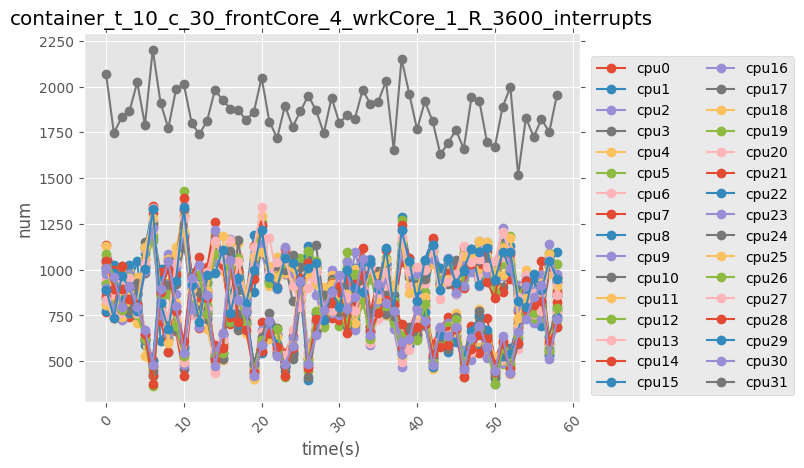 container_t_10_c_30_frontCore_4_wrkCore_1_R_3600_interrupts
2250
2000
1750
1500
1250
1000
750
500
num
0
10
20
30
40
50
60
time(s)
cpu0
cpu1
cpu2
cpu3
cpu4
cpu5
cpu6
cpu7
cpu8
cpu9
cpu10
cpu11
cpu12
cpu13
cpu14
cpu15
cpu16
cpu17
cpu18
cpu19
cpu20
cpu21
cpu22
cpu23
cpu24
cpu25
cpu26
cpu27
cpu28
cpu29
cpu30
cpu31